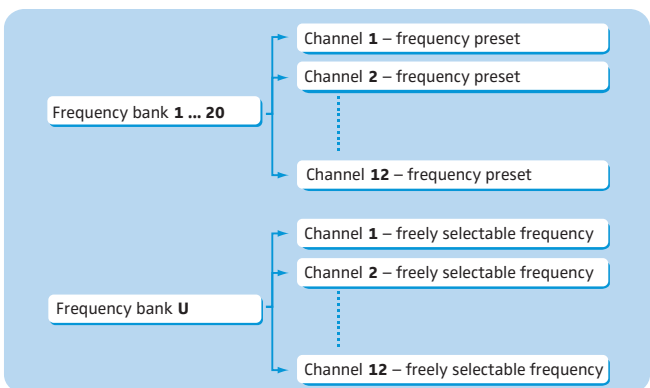 Channel 1 – frequency preset
Channel 2 – frequency preset
Frequency bank 1 ... 20
Channel 12 – frequency preset
Channel 1 – freely selectable frequency
Channel 2 – freely selectable frequency
Frequency bank U
Channel 12 – freely selectable frequency